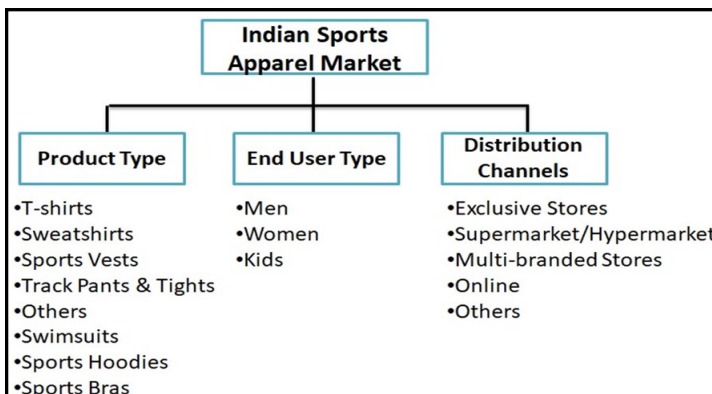 Indian Sports
Apparel Market
Product Type
•T-shirts
•Sweatshirts
•Sports Vests
•Track Pants & Tights
•Others
•Swimsuits
•Sports Hoodies
•Sports Bras
End User Type
•Men
•Women
•Kids
Distribution
Channels
•Exclusive Stores
•Supermarket/Hypermarket
•Multi-branded Stores
•Online
•Others